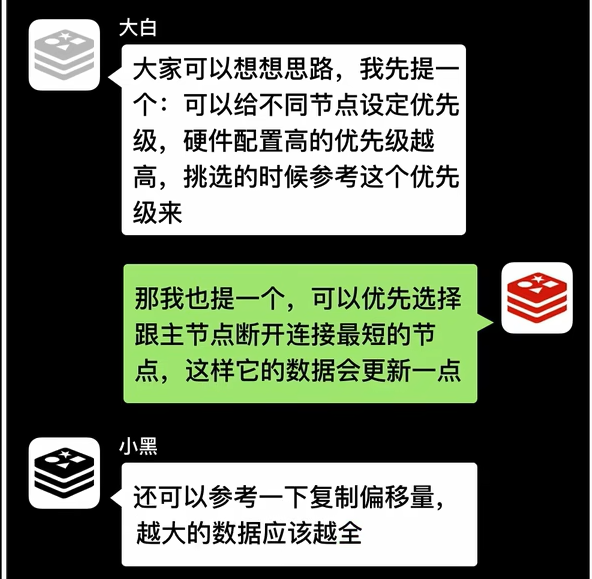 大白
大家可以想想思路，我先提一
个：可以给不同节点设定优先
级，硬件配置高的优先级越
高，挑选的时候参考这个优先
级来
那我也提一个，可以优先选择
跟主节点断开连接最短的节
点，这样它的数据会更新一点
小黑
还可以参考一下复制偏移量，
越大的数据应该越全